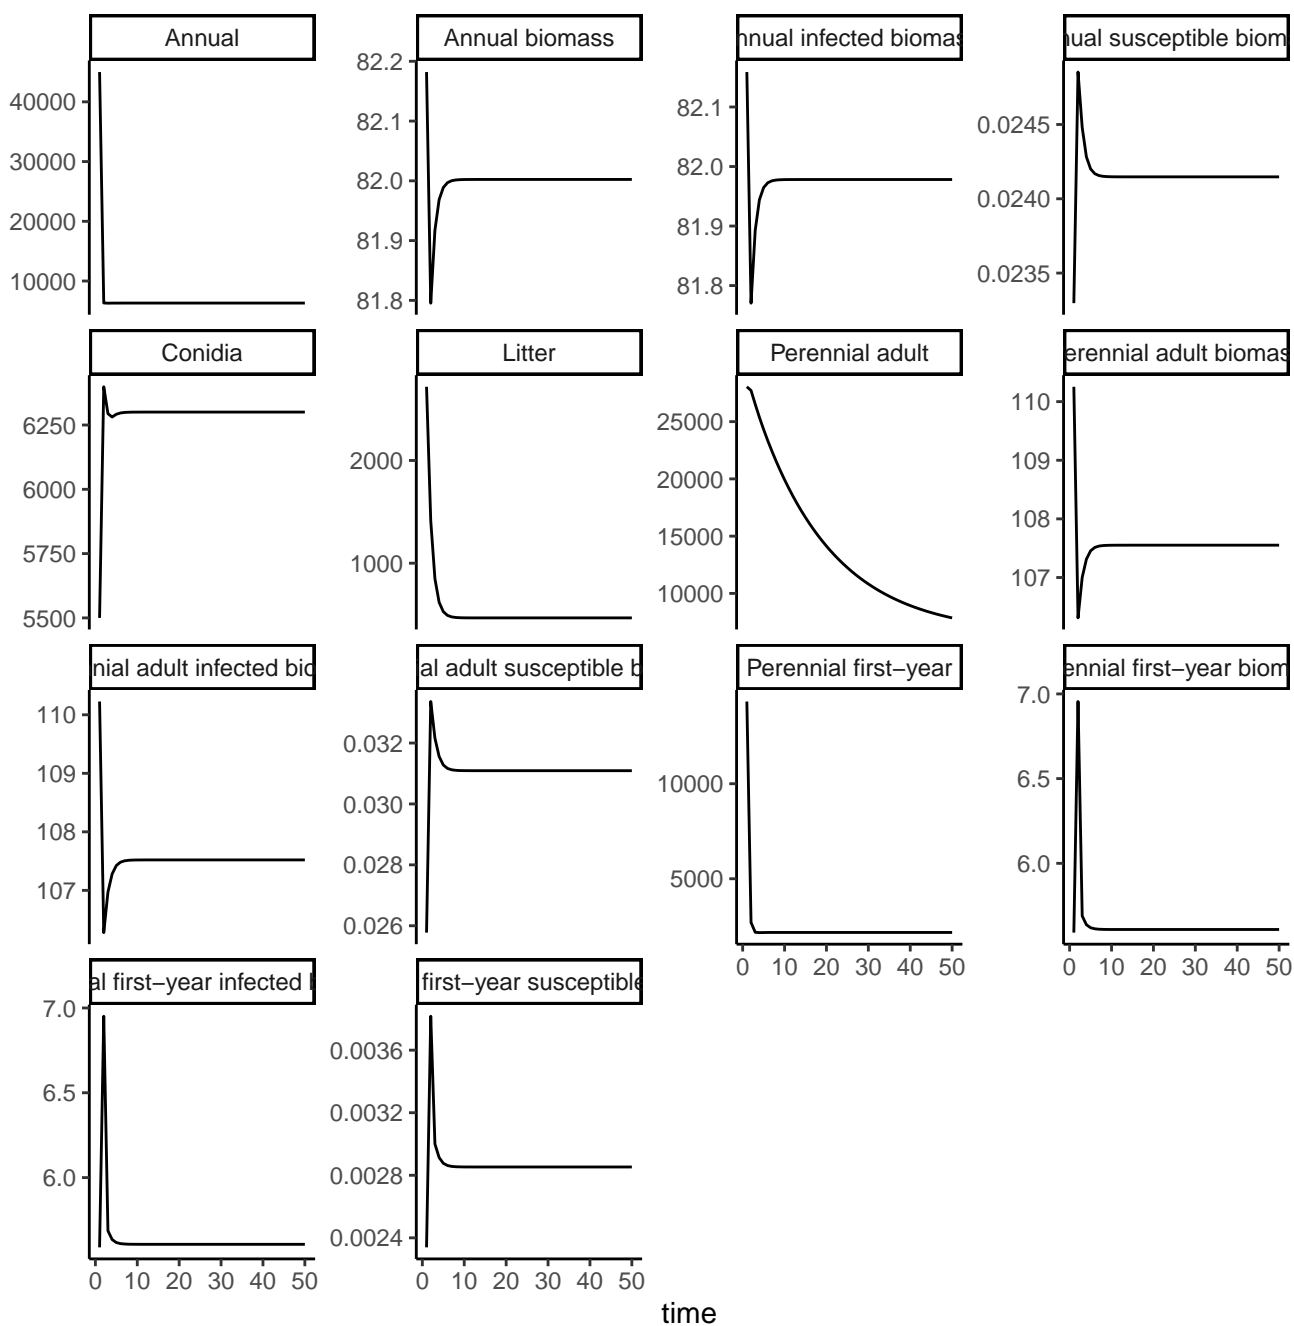 Annual
40000
30000
20000
10000
Annual biomass
82.2
82.1
82.0
81.9
81.8
nnual infected biomas
82.1
82.0
81.9
81.8
nual susceptible biom
0.0245
0.0240
0.0235
Conidia
6250
6000
5750
5500
Litter
2000
1000
Perennial adult
25000
20000
15000
10000
erennial adult biomas
110
109
108
107
nial adult infected bio
110
109
108
107
al adult susceptible b
0.032
0.030
0.028
0.026
Perennial first−year
10000
5000
0 10 20 30 40 50
ennial first−year biom
7.0
6.5
6.0
0 10 20 30 40 50
al first−year infected
7.0
6.5
6.0
0 10 20 30 40 50
first−year susceptible
0.0036
0.0032
0.0028
0.0024
0 10 20 30 40 50
time